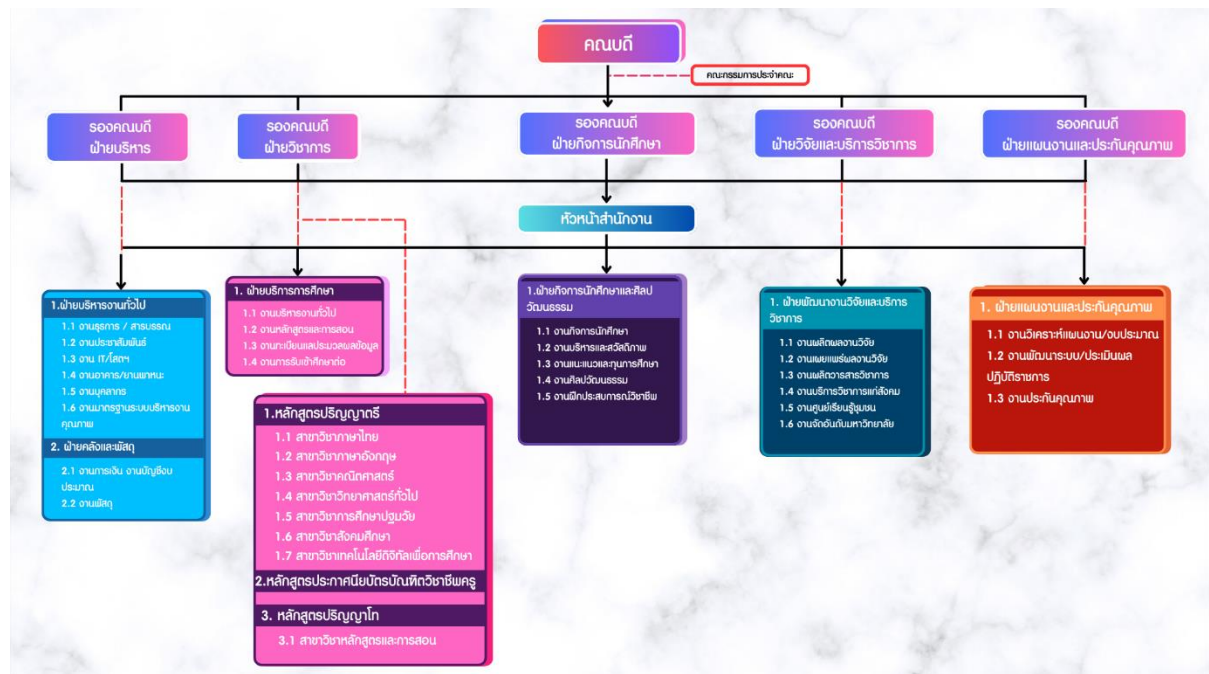 คณบดี
คณะกรรมการประจำคณะ
รองคณบดี
ฝ่ายบริหาร
รองคณบดี
ฝ่ายวิชาการ
รองคณบดี
ฝ่ายกิจการนักศึกษา
รองคณบดี
ฝ่ายวิจัยและบริการวิชาการ
รองคณบดี
ฝ่ายแผนงานและประกันคุณภาพ
หัวหน้าสำนักงาน
1.ฝ่ายบริหารงานทั่วไป
1.1 งานธุรการ / สารบรรณ
1.2 งานประชาสัมพันธ์
1.3 งาน IT/โสตฯ
1.4 งานอาคาร/ยานพาหนะ
1.5 งานบุคลากร
1.6 งานมาตรฐานระบบบริหารงาน
คุณภาพ
2. ฝ่ายคลังและพัสดุ
2.1 งานการเงิน งานบัญชีงบ
ประมาณ
2.2 งานพัสดุ
1. ฝ่ายบริการการศึกษา
1.1 งานบริหารงานทั่วไป
1.2 งานหลักสูตรและการสอน
1.3 งานทะเบียนและประมวลผลข้อมูล
1.4 งานการรับเข้าศึกษาต่อ
1.หลักสูตรปริญญาตรี
1.1 สาขาวิชาภาษาไทย
1.2 สาขาวิชาภาษาอังกฤษ
1.3 สาขาวิชาคณิตศาสตร์
1.4 สาขาวิชาวิทยาศาสตร์ทั่วไป
1.5 สาขาวิชาการศึกษาปฐมวัย
1.6 สาขาวิชาสังคมศึกษา
1.7 สาขาวิชาเทคโนโลยีดิจิทัลเพื่อการศึกษา
2.หลักสูตรประกาศนียบัตรบัณฑิตวิชาชีพครู
3. หลักสูตรปริญญาโท
3.1 สาขาวิชาหลักสูตรและการสอน
1.ฝ่ายกิจการนักศึกษาและศิลป
วัฒนธรรม
1.1 งานกิจการนักศึกษา
1.2 งานบริหารและสวัสดิภาพ
1.3 งานแนะแนวและทุนการศึกษา
1.4 งานศิลปวัฒนธรรม
1.5 งานฝึกประสบการณ์วิชาชีพ
1. ฝ่ายพัฒนางานวิจัยและบริการ
วิชาการ
1.1 งานผลิตผลงานวิจัย
1.2 งานเผยแพร่ผลงานวิจัย
1.3 งานผลิตวารสารวิชาการ
1.4 งานบริการวิชาการแก่สังคม
1.5 งานศูนย์เรียนรู้ชุมชน
1.6 งานจัดอันดับมหาวิทยาลัย
1. ฝ่ายแผนงานและประกันคุณภาพ
1.1 งานวิเคราะห์แผนงาน/งบประมาณ
1.2 งานพัฒนาระบบ/ประเมินผล
ปฏิบัติราชการ
1.3 งานประกันคุณภาพ